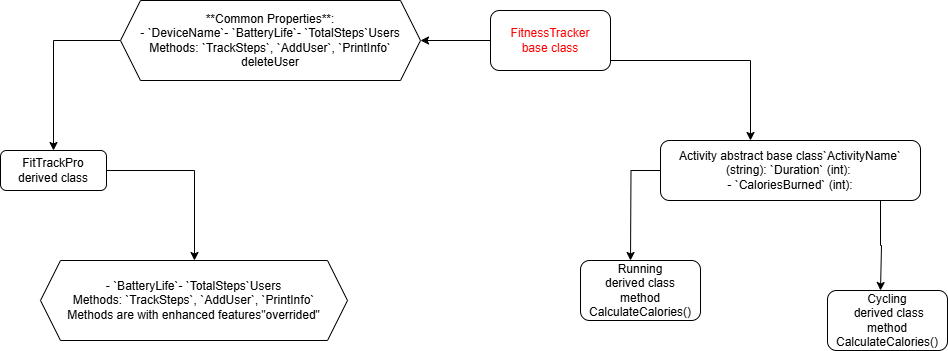 **Common Properties**:
- `DeviceName`- `BatteryLife`- `TotalSteps`Users
Methods: `TrackSteps`, `AddUser`, `PrintInfo`
deleteUser
FitnessTracker
base class
FitTrackPro
derived class
Activity abstract base class`ActivityName`
(string): `Duration` (int):
- `CaloriesBurned` (int):
- `BatteryLife`- `TotalSteps`Users
Methods: `TrackSteps`, `AddUser`, `PrintInfo`
Methods are with enhanced features"overrided"
Running
derived class
method
CalculateCalories()
Cycling
derived class
method
CalculateCalories()